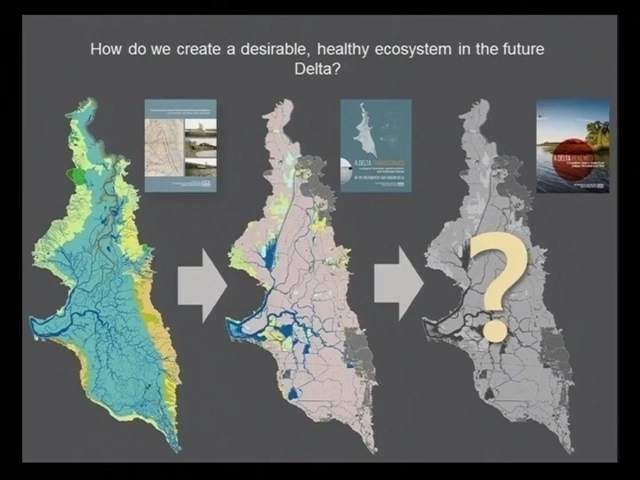 How do we create a desirable, healthy ecosystem in the future
Delta?
A DELTA TRANSFORMED
A DELTA RENEWED
?